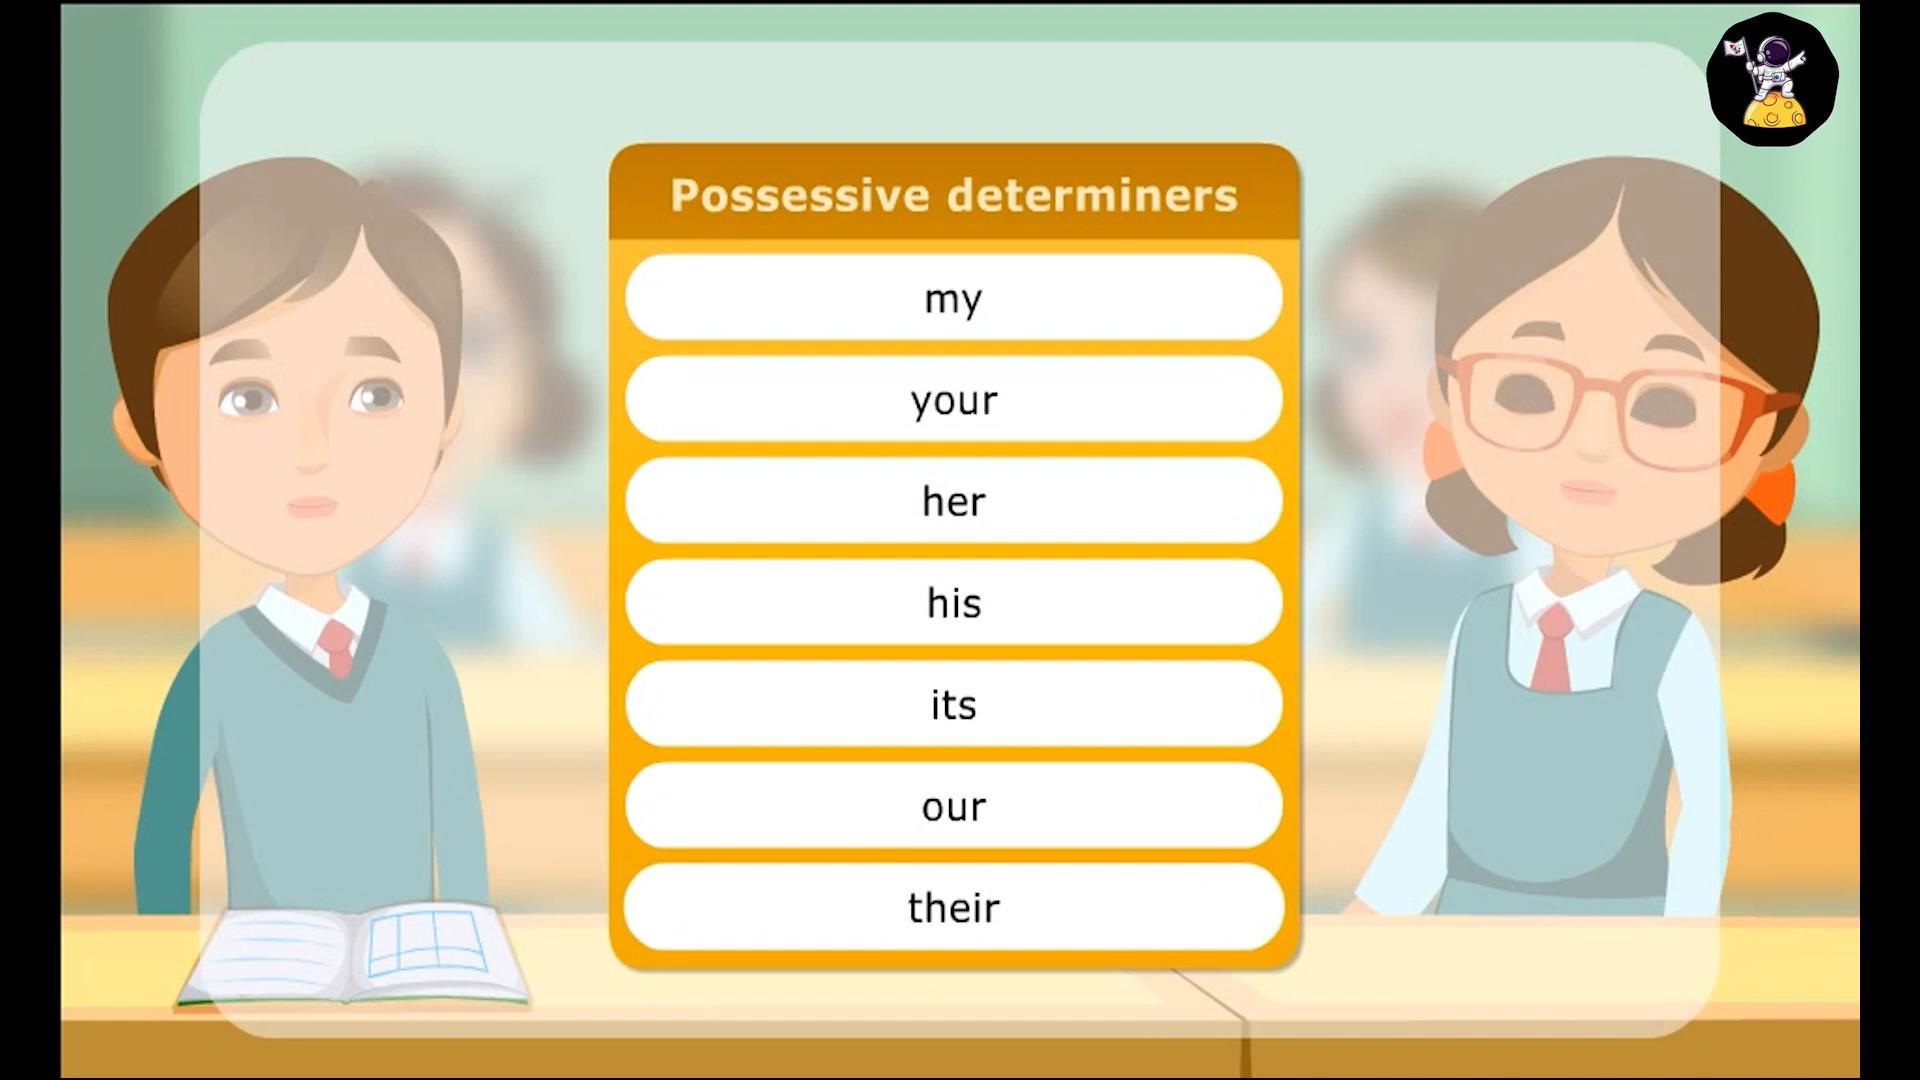 Possessive determiners
my
your
her
his
its
our
their